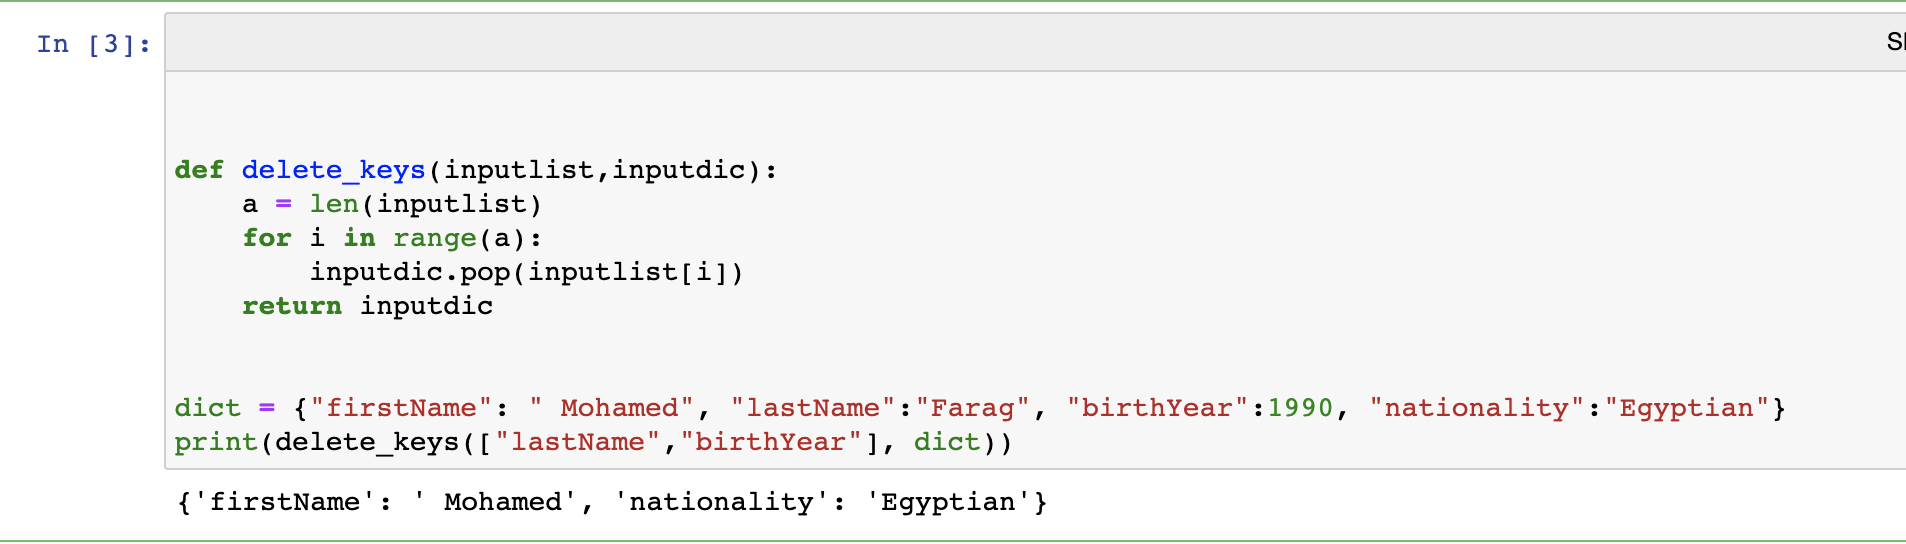 In [3]:
def delete_keys(inputlist,inputdic):
    a = len(inputlist)
    for i in range(a):
        inputdic.pop(inputlist[i])
    return inputdic
dict = {"firstName": " Mohamed", "lastName":"Farag", "birthYear":1990, "nationality":"Egyptian"}
print(delete_keys(["lastName","birthYear"], dict))
{'firstName': ' Mohamed', 'nationality': 'Egyptian'}